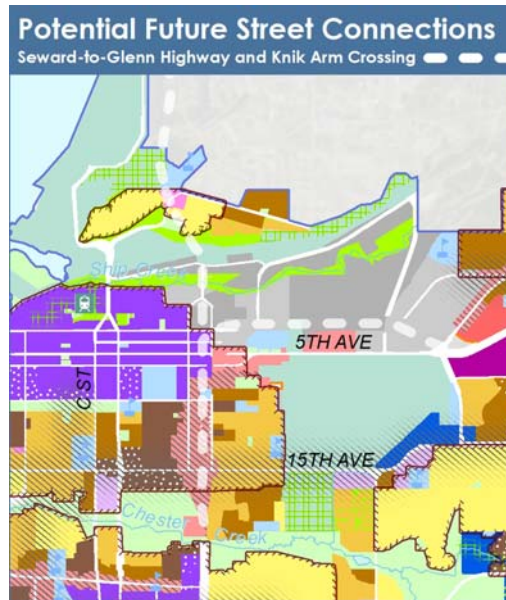 Potential Future Street Connections
Seward-to-Glenn Highway and Knik Arm Crossing
Ship Creek
5TH AVE
C ST
15TH AVE
Chester Creek